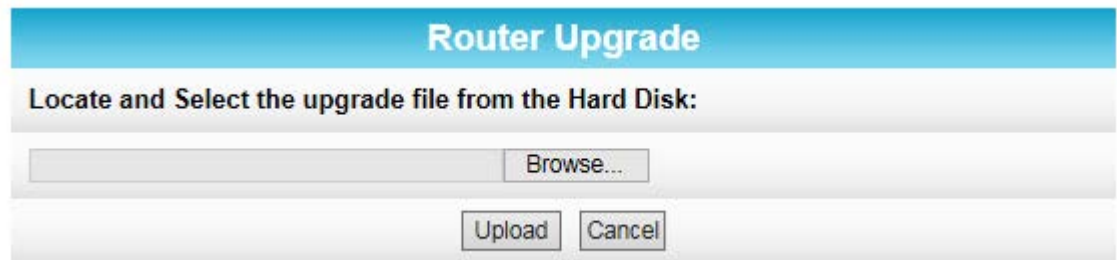 Router Upgrade
Locate and Select the upgrade file from the Hard Disk:
Browse...
Upload Cancel